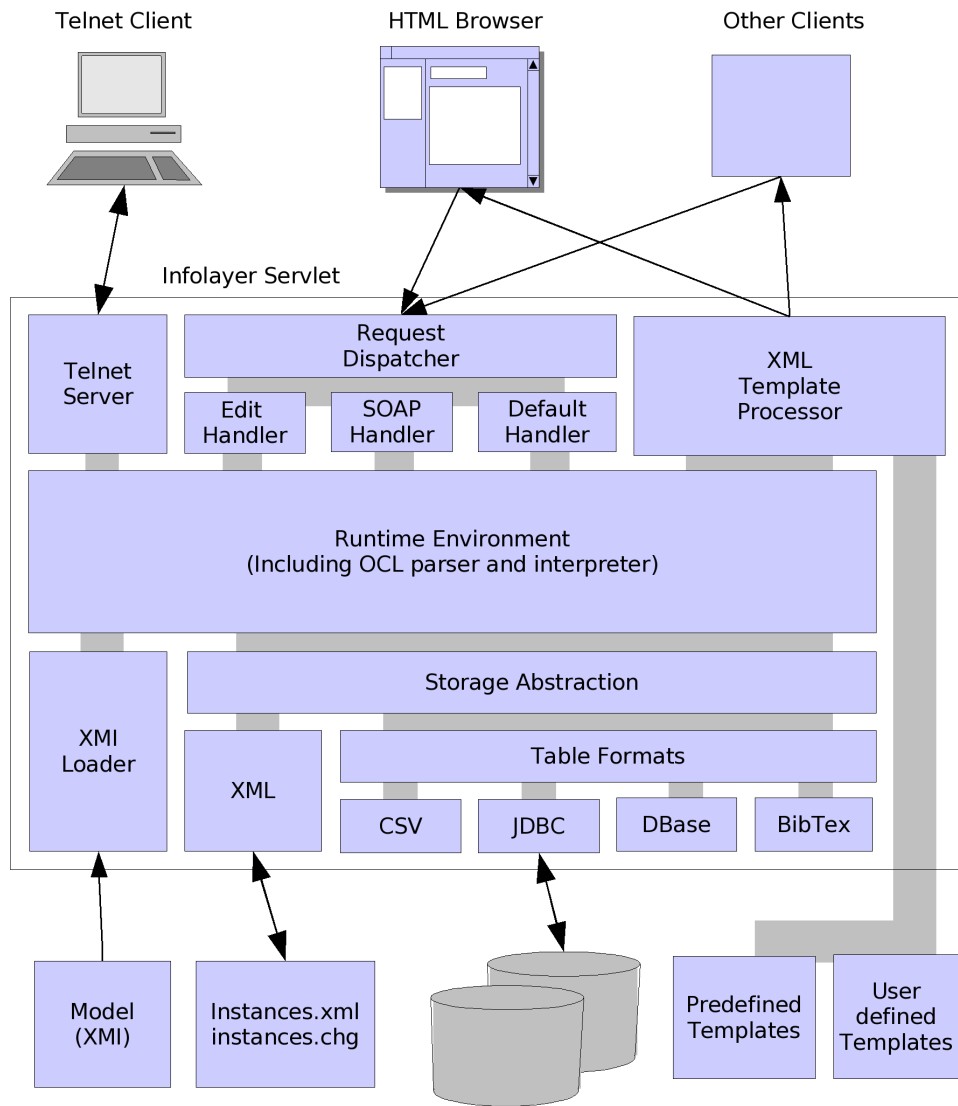 Telnet Client
HTML Browser
Other Clients
Infolayer Servlet
Telnet
Server
Request
Dispatcher
XML
Template
Processor
Edit
Handler
SOAP
Handler
Default
Handler
Runtime Environment
(Including OCL parser and interpreter)
XMI
Loader
Storage Abstraction
XML
Table Formats
CSV
JDBC
DBase
BibTex
Model
(XMI)
Instances.xml
instances.chg
Predefined
Templates
User
defined
Templates